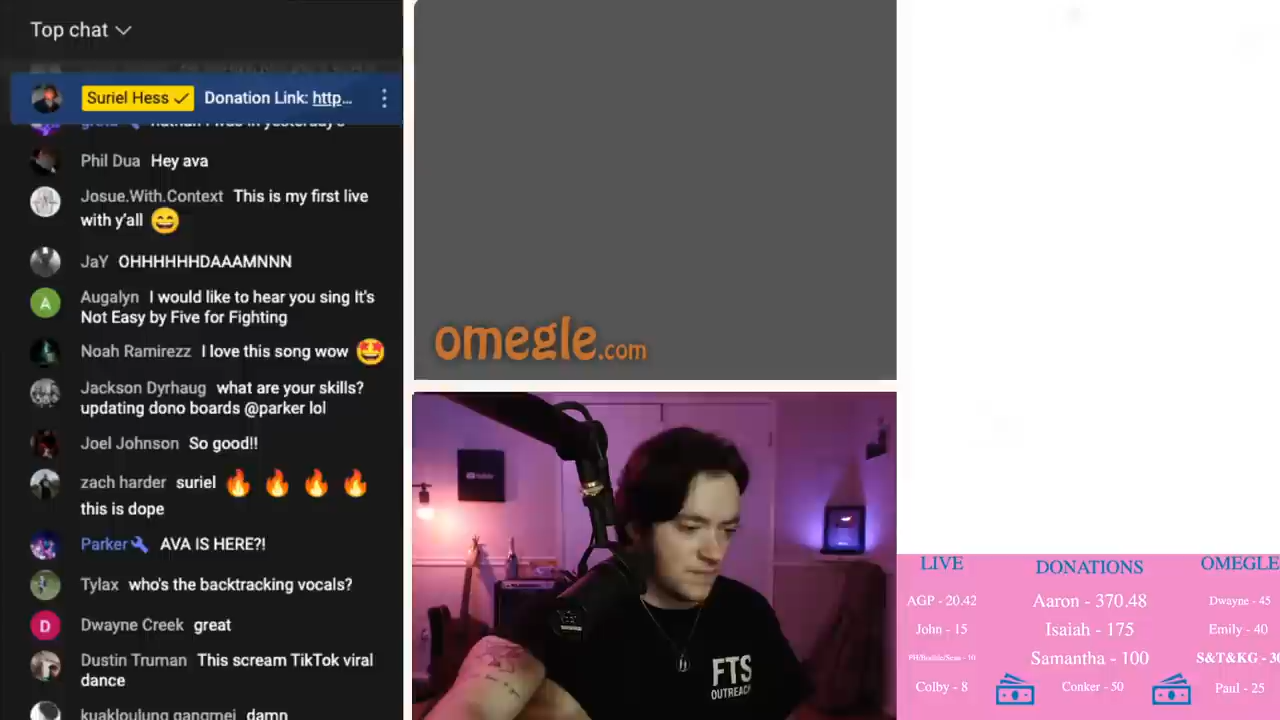 Top chat
Suriel Hess Donation Link: http...
Phil Dua Hey ava
Josue.With.Context This is my first live
with y'all 😄
JaY OHHHHHHDAAAMNNN
A Augalyn I would like to hear you sing It's
Not Easy by Five for Fighting
Noah Ramirezz I love this song wow 🤩
Jackson Dyrhaug what are your skills?
updating dono boards @parker lol
Joel Johnson So good!!
zach harder suriel 🔥 🔥 🔥 🔥
this is dope
Parker AVA IS HERE?!
Tylax who's the backtracking vocals?
D Dwayne Creek great
Dustin Truman This scream TikTok viral
dance
kuakloulung gangmei damn
omegle.com
FTS
OUTREACH
LIVE
AGP - 20.42
John - 15
Colby - 8
DONATIONS
Aaron - 370.48
Isaiah - 175
Samantha - 100
Conker - 50
OMEGLE
Dwayne - 45
Emily - 40
S&T&KG - 30
Paul - 25